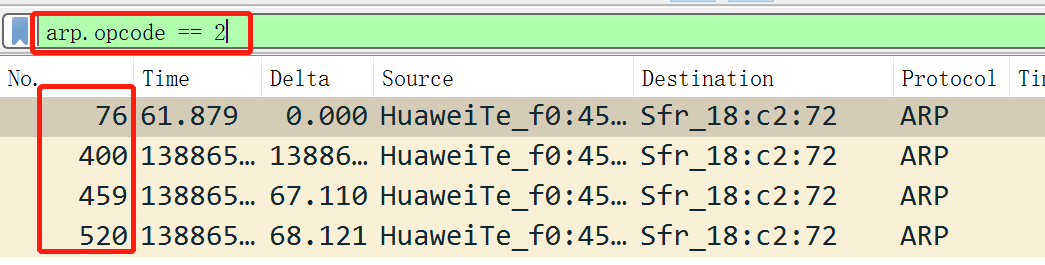 arp.opcode == 2
No. Time Delta Source Destination Protocol Tir
76 61.879 0.000 HuaweiTe_f0:45… Sfr_18:c2:72 ARP
400 138865… 13886… HuaweiTe_f0:45… Sfr_18:c2:72 ARP
459 138865… 67.110 HuaweiTe_f0:45… Sfr_18:c2:72 ARP
520 138865… 68.121 HuaweiTe_f0:45… Sfr_18:c2:72 ARP